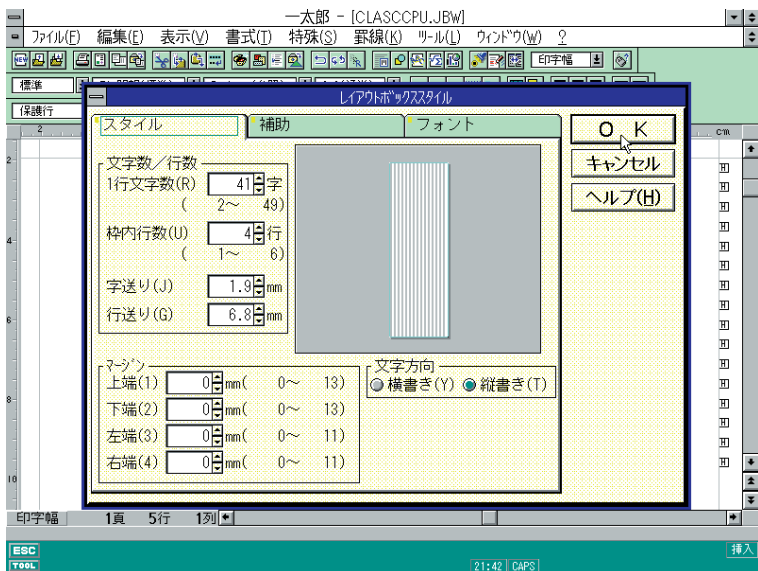 一太郎 - [CLASCCPU.JBW]
ﾌｧｲﾙ(F) 編集(E) 表示(V) 書式(T) 特殊(S) 罫線(K) ﾂｰﾙ(L) ｳｨﾝﾄﾞｳ(W) ?
印字幅
標準
保護行
ﾚｲｱｳﾄﾎﾞｯｸｽｽﾀｲﾙ
スタイル 補助 フォント
O K
キャンセル
ヘルプ(H)
文字数／行数
1行文字数(R) 41 字
( 2～ 49)
枠内行数(U) 4 行
( 1～ 6)
字送り(J) 1.9 mm
行送り(G) 6.8 mm
ﾏｰｼﾞﾝ
上端(1) 0 mm( 0～ 13)
下端(2) 0 mm( 0～ 13)
左端(3) 0 mm( 0～ 11)
右端(4) 0 mm( 0～ 11)
文字方向
横書き(Y) 縦書き(T)
2 cm
2
4
6
8
10
印字幅 1頁 5行 1列
ESC 挿入
TOOL 21:42 CAPS